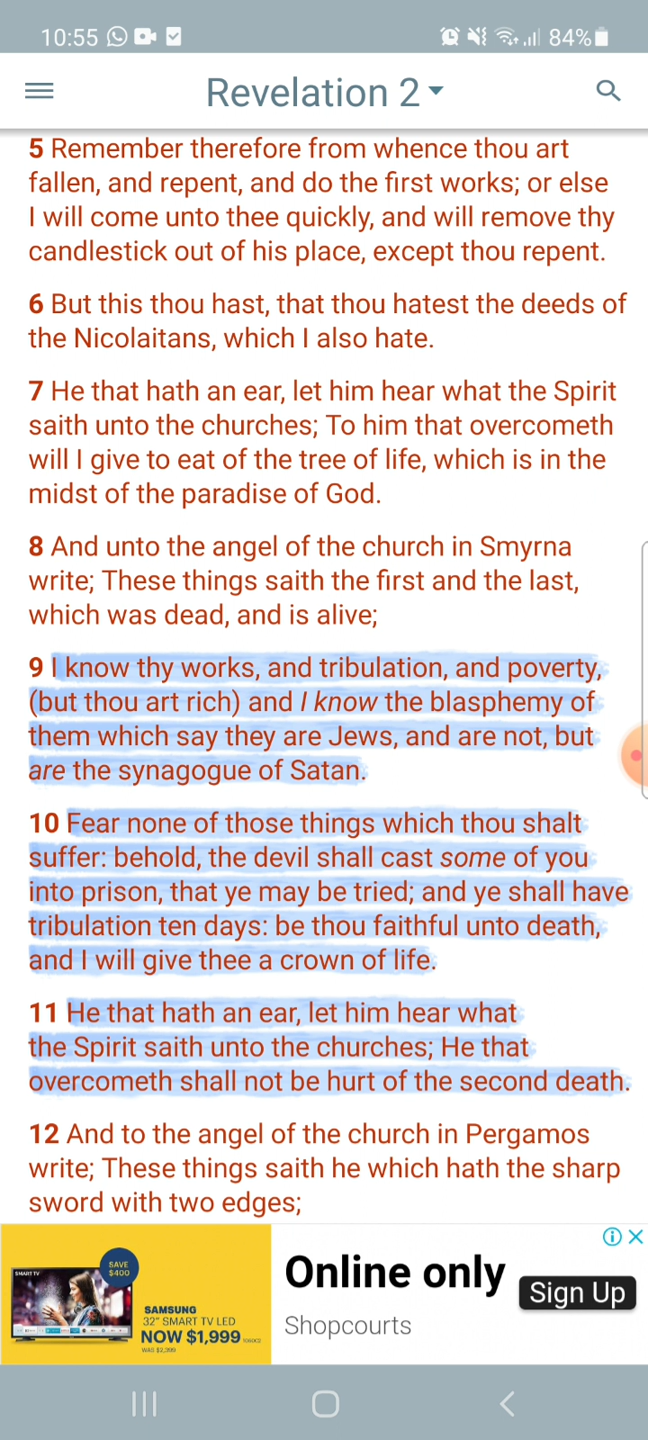 10:55 84%
Revelation 2
5 Remember therefore from whence thou art
fallen, and repent, and do the first works; or else
I will come unto thee quickly, and will remove thy
candlestick out of his place, except thou repent.
6 But this thou hast, that thou hatest the deeds of
the Nicolaitans, which I also hate.
7 He that hath an ear, let him hear what the Spirit
saith unto the churches; To him that overcometh
will I give to eat of the tree of life, which is in the
midst of the paradise of God.
8 And unto the angel of the church in Smyrna
write; These things saith the first and the last,
which was dead, and is alive;
9 I know thy works, and tribulation, and poverty,
(but thou art rich) and I know the blasphemy of
them which say they are Jews, and are not, but
are the synagogue of Satan.
10 Fear none of those things which thou shalt
suffer: behold, the devil shall cast some of you
into prison, that ye may be tried; and ye shall have
tribulation ten days: be thou faithful unto death,
and I will give thee a crown of life.
11 He that hath an ear, let him hear what
the Spirit saith unto the churches; He that
overcometh shall not be hurt of the second death.
12 And to the angel of the church in Pergamos
write; These things saith he which hath the sharp
sword with two edges;
SMART TV
SAVE
$400
SAMSUNG
32" SMART TV LED
NOW $1,999
WAS $2,399
Online only
Shopcourts
Sign Up